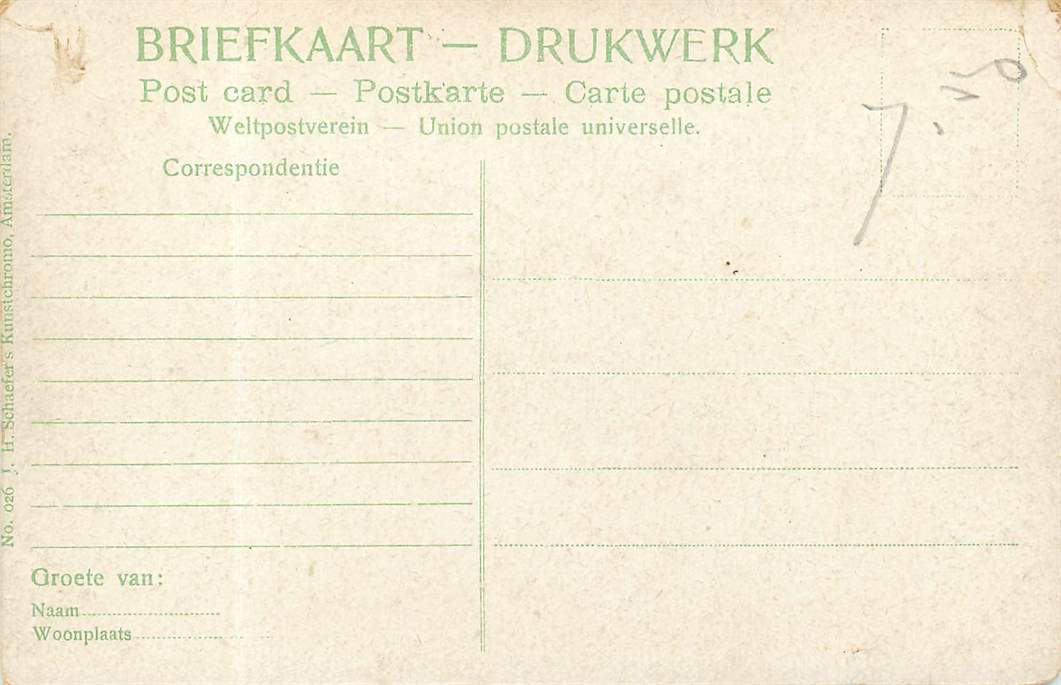 BRIEFKAART — DRUKWERK
Post card — Postkarte — Carte postale
Weltpostverein — Union postale universelle.
Correspondentie
7.50
Groete van:
Naam
Woonplaats
No. 026 J. H. Schaefer's Kunstchromo, Amsterdam.